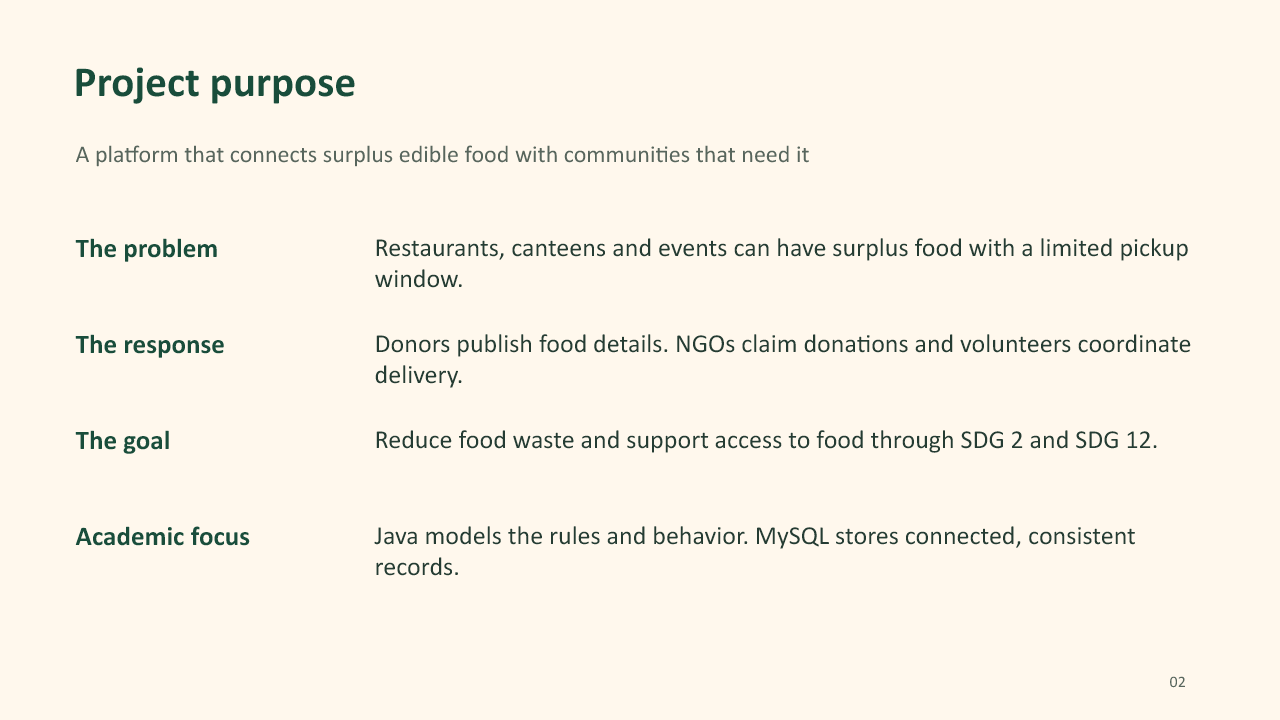 Project purpose
A platform that connects surplus edible food with communities that need it
The problem
Restaurants, canteens and events can have surplus food with a limited pickup
window.
The response
Donors publish food details. NGOs claim donations and volunteers coordinate
delivery.
The goal
Reduce food waste and support access to food through SDG 2 and SDG 12.
Academic focus
Java models the rules and behavior. MySQL stores connected, consistent
records.
02